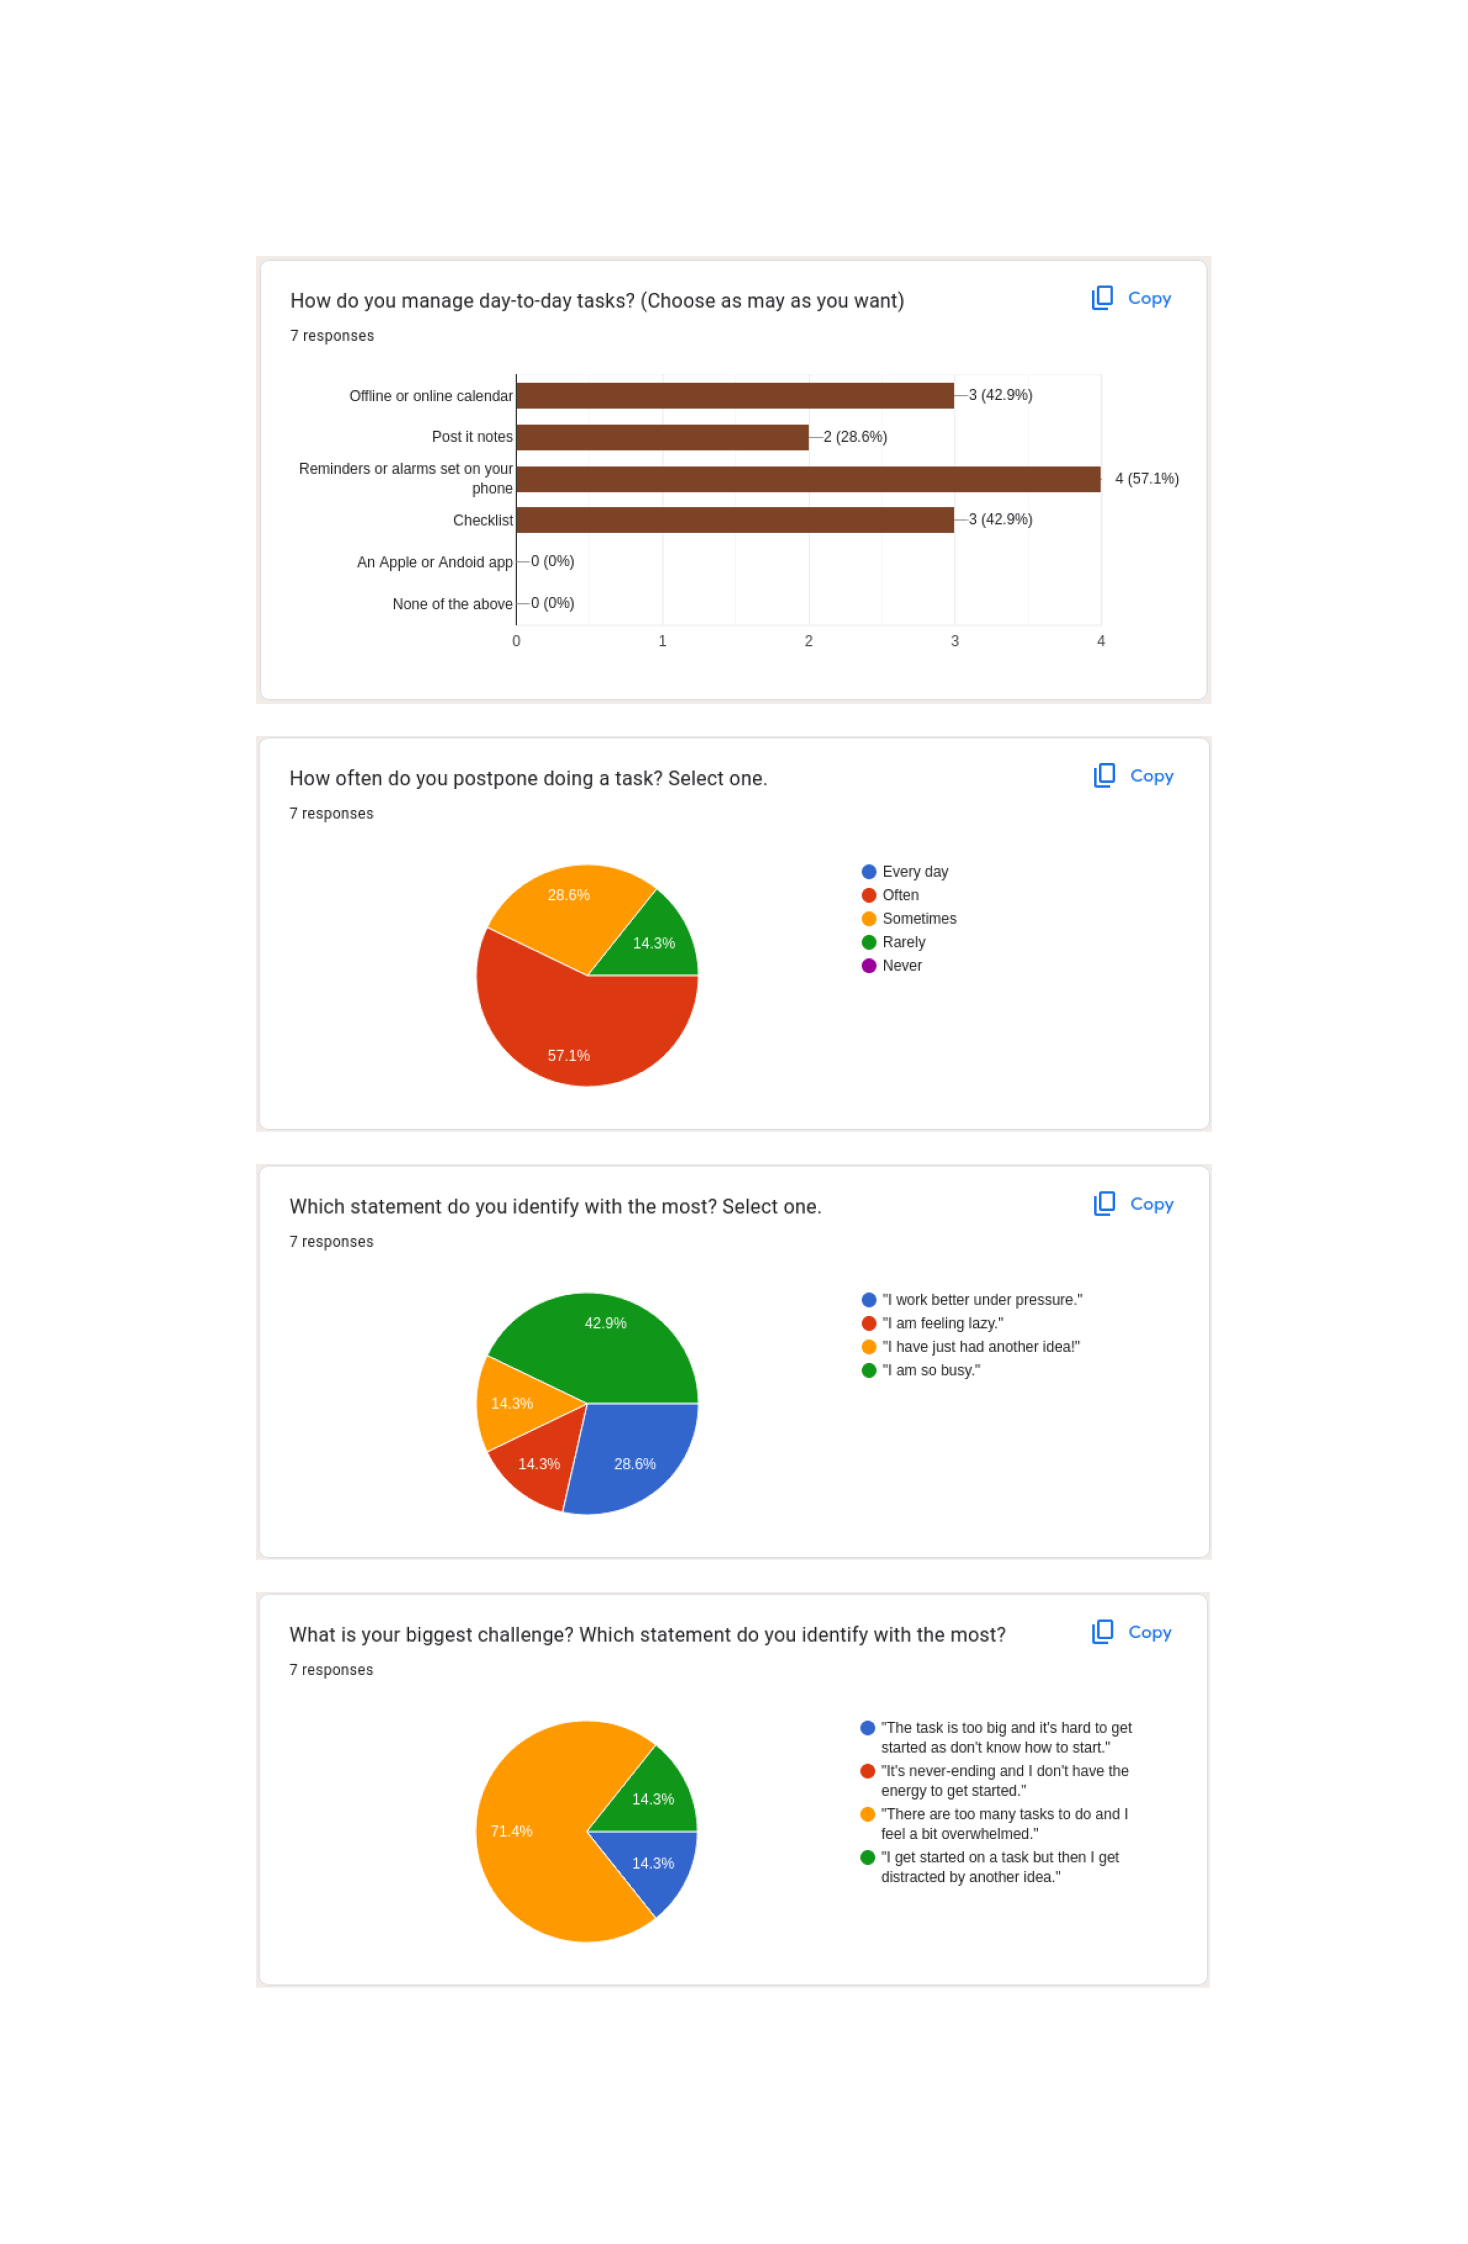 How do you manage day-to-day tasks? (Choose as may as you want)
Copy
7 responses
Offline or online calendar
3 (42.9%)
Post it notes
2 (28.6%)
Reminders or alarms set on your
phone
4 (57.1%)
Checklist
3 (42.9%)
An Apple or Andoid app
0 (0%)
None of the above
0 (0%)
0 1 2 3 4
How often do you postpone doing a task? Select one.
Copy
7 responses
28.6%
14.3%
57.1%
Every day
Often
Sometimes
Rarely
Never
Which statement do you identify with the most? Select one.
Copy
7 responses
42.9%
14.3%
14.3%
28.6%
"I work better under pressure."
"I am feeling lazy."
"I have just had another idea!"
"I am so busy."
What is your biggest challenge? Which statement do you identify with the most?
Copy
7 responses
14.3%
71.4%
14.3%
"The task is too big and it's hard to get
started as don't know how to start."
"It's never-ending and I don't have the
energy to get started."
"There are too many tasks to do and I
feel a bit overwhelmed."
"I get started on a task but then I get
distracted by another idea."